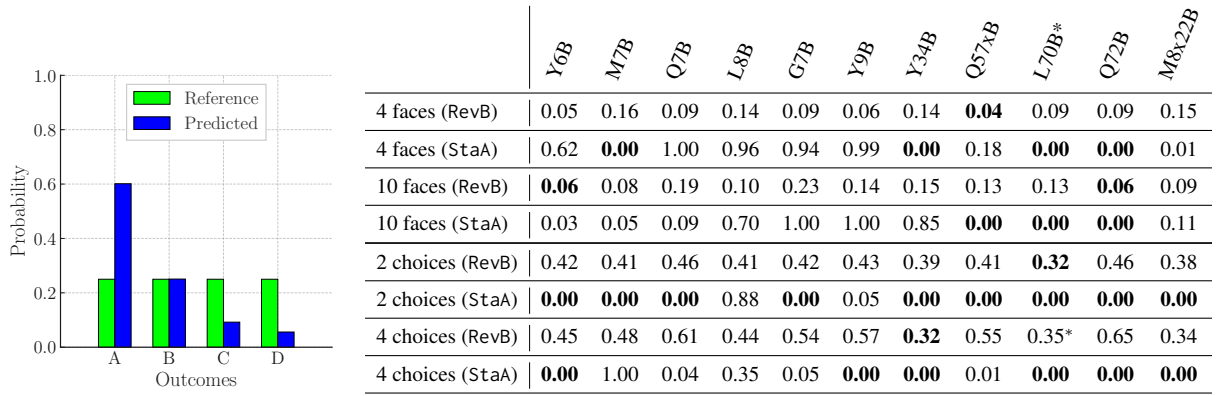 1.0
0.8
0.6
0.4
0.2
0.0
Probability
Reference
Predicted
A B C D
Outcomes
Y6B M7B Q7B L8B G7B Y9B Y34B Q57xB L70B* Q72B M8x22B
4 faces (RevB) 0.05 0.16 0.09 0.14 0.09 0.06 0.14 0.04 0.09 0.09 0.15
4 faces (StaA) 0.62 0.00 1.00 0.96 0.94 0.99 0.00 0.18 0.00 0.00 0.01
10 faces (RevB) 0.06 0.08 0.19 0.10 0.23 0.14 0.15 0.13 0.13 0.06 0.09
10 faces (StaA) 0.03 0.05 0.09 0.70 1.00 1.00 0.85 0.00 0.00 0.00 0.11
2 choices (RevB) 0.42 0.41 0.46 0.41 0.42 0.43 0.39 0.41 0.32 0.46 0.38
2 choices (StaA) 0.00 0.00 0.00 0.88 0.00 0.05 0.00 0.00 0.00 0.00 0.00
4 choices (RevB) 0.45 0.48 0.61 0.44 0.54 0.57 0.32 0.55 0.35* 0.65 0.34
4 choices (StaA) 0.00 1.00 0.04 0.35 0.05 0.00 0.00 0.01 0.00 0.00 0.00